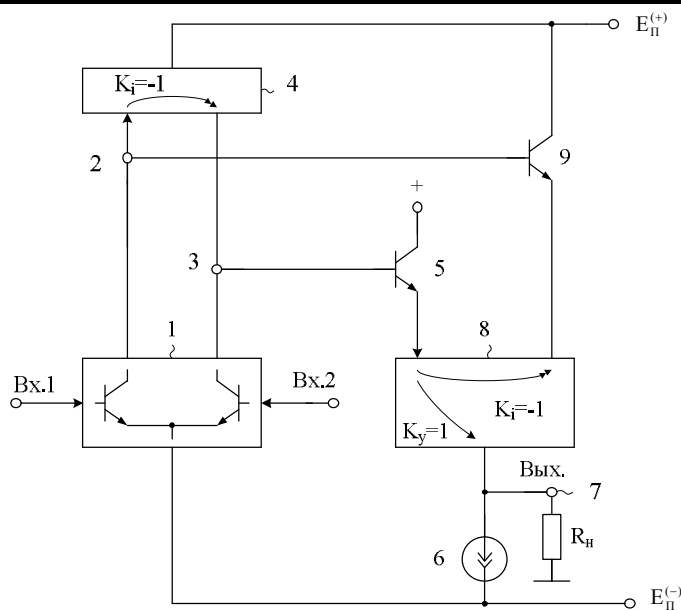 E_П^(+)
K_i=-1
4
2
9
+
3
5
1
8
Вх.1
Вх.2
K_i=-1
K_y=1
Вых.
7
6
R_н
E_П^(−)